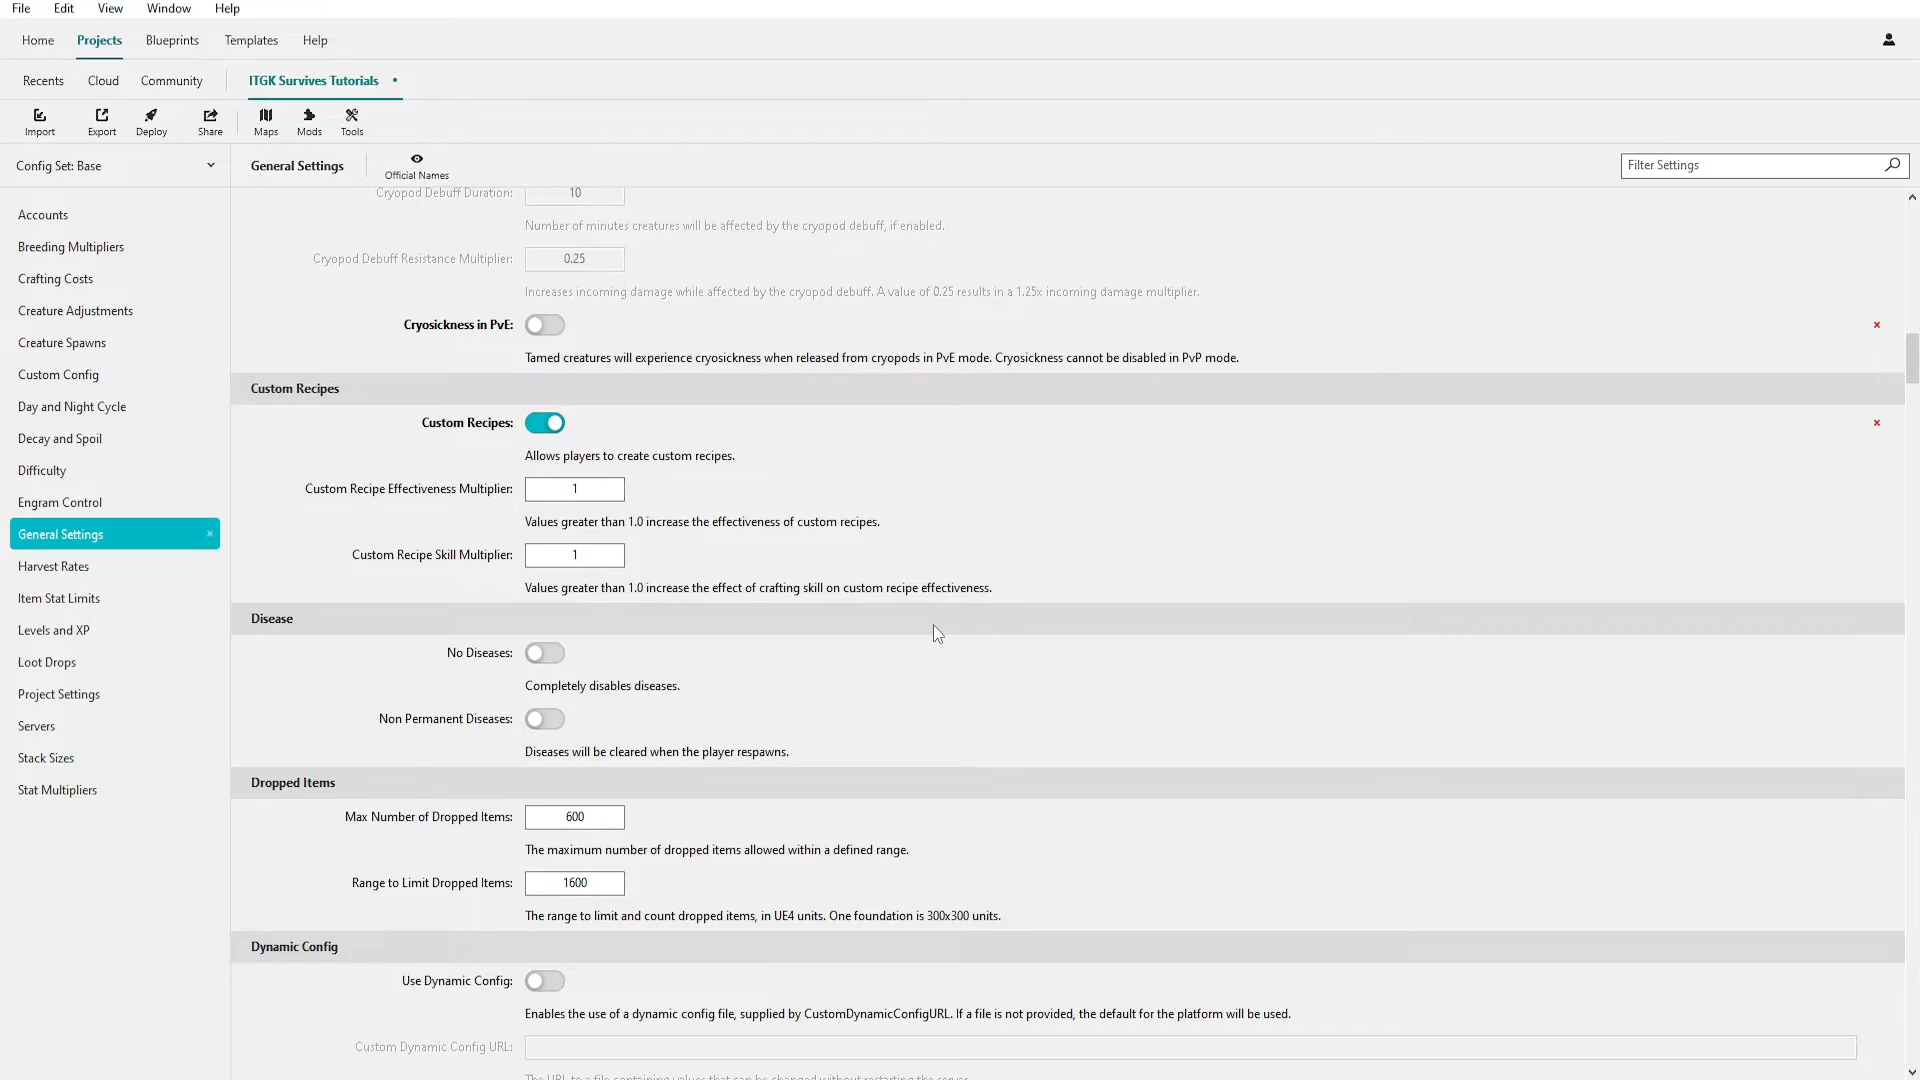 File Edit View Window Help
Home Projects Blueprints Templates Help
Recents Cloud Community ITGK Survives Tutorials •
Import Export Deploy Share Maps Mods Tools
Config Set: Base
General Settings
Official Names
Filter Settings
Accounts
Breeding Multipliers
Crafting Costs
Creature Adjustments
Creature Spawns
Custom Config
Day and Night Cycle
Decay and Spoil
Difficulty
Engram Control
General Settings ×
Harvest Rates
Item Stat Limits
Levels and XP
Loot Drops
Project Settings
Servers
Stack Sizes
Stat Multipliers
Cryopod Debuff Duration: 10
Number of minutes creatures will be affected by the cryopod debuff, if enabled.
Cryopod Debuff Resistance Multiplier: 0.25
Increases incoming damage while affected by the cryopod debuff. A value of 0.25 results in a 1.25x incoming damage multiplier.
Cryosickness in PvE: ×
Tamed creatures will experience cryosickness when released from cryopods in PvE mode. Cryosickness cannot be disabled in PvP mode.
Custom Recipes
Custom Recipes: ×
Allows players to create custom recipes.
Custom Recipe Effectiveness Multiplier: 1
Values greater than 1.0 increase the effectiveness of custom recipes.
Custom Recipe Skill Multiplier: 1
Values greater than 1.0 increase the effect of crafting skill on custom recipe effectiveness.
Disease
No Diseases:
Completely disables diseases.
Non Permanent Diseases:
Diseases will be cleared when the player respawns.
Dropped Items
Max Number of Dropped Items: 600
The maximum number of dropped items allowed within a defined range.
Range to Limit Dropped Items: 1600
The range to limit and count dropped items, in UE4 units. One foundation is 300x300 units.
Dynamic Config
Use Dynamic Config:
Enables the use of a dynamic config file, supplied by CustomDynamicConfigURL. If a file is not provided, the default for the platform will be used.
Custom Dynamic Config URL:
The URL to a file containing values that can be changed without restarting the server.